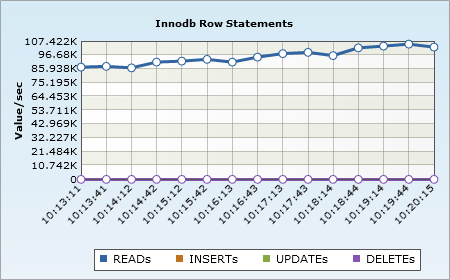 Innodb Row Statements
Value/sec
107.422K
96.68K
85.938K
75.195K
64.453K
53.711K
42.969K
32.227K
21.484K
10.742K
0
10:13:11
10:13:41
10:14:12
10:14:42
10:15:12
10:15:42
10:16:13
10:16:43
10:17:13
10:17:43
10:18:14
10:18:44
10:19:14
10:19:44
10:20:15
READs INSERTs UPDATEs DELETEs